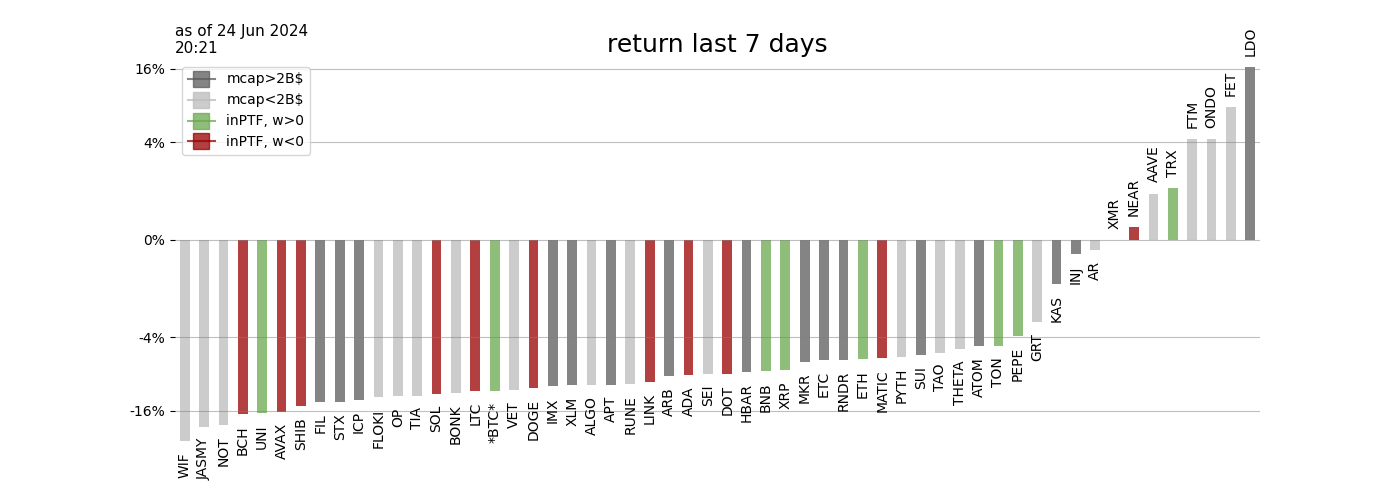 as of 24 Jun 2024
20:21
return last 7 days
mcap>2B$
mcap<2B$
inPTF, w>0
inPTF, w<0
16%
4%
0%
-4%
-16%
WIF
JASMY
NOT
BCH
UNI
AVAX
SHIB
FIL
STX
ICP
FLOKI
OP
TIA
SOL
BONK
LTC
*BTC*
VET
DOGE
IMX
XLM
ALGO
APT
RUNE
LINK
ARB
ADA
SEI
DOT
HBAR
BNB
XRP
MKR
ETC
RNDR
ETH
MATIC
PYTH
SUI
TAO
THETA
ATOM
TON
PEPE
GRT
KAS
INJ
AR
XMR
NEAR
AAVE
TRX
FTM
ONDO
FET
LDO